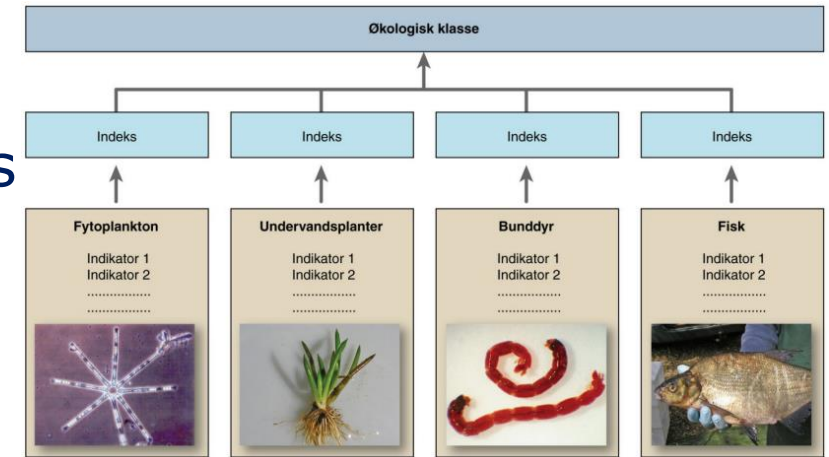 Økologisk klasse
Indeks
Indeks
Indeks
Indeks
s
Fytoplankton
Indikator 1
Indikator 2
.................
.................
Undervandsplanter
Indikator 1
Indikator 2
.................
.................
Bunddyr
Indikator 1
Indikator 2
.................
.................
Fisk
Indikator 1
Indikator 2
.................
.................